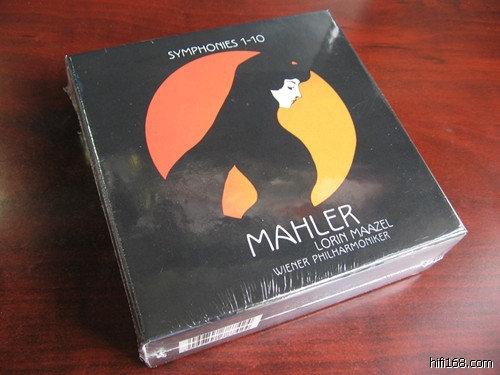 SYMPHONIES 1-10
MAHLER
LORIN MAAZEL
WIENER PHILHARMONIKER
hifi168.com